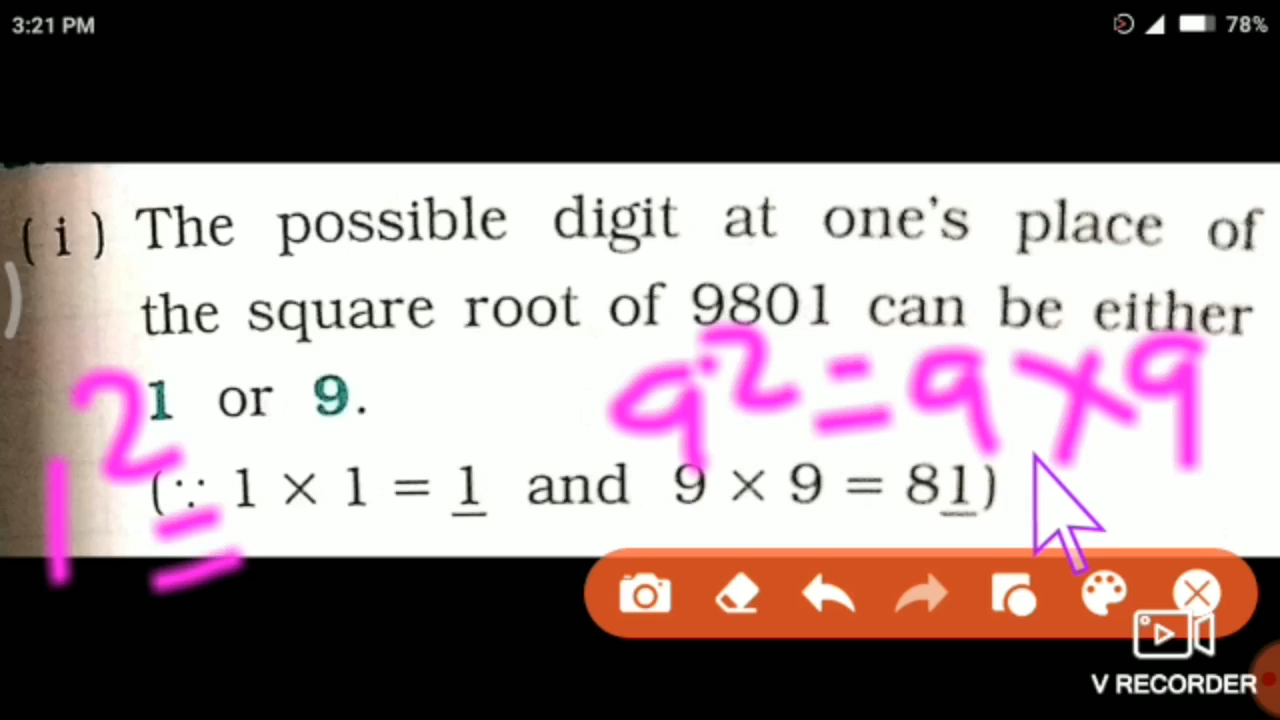 3:21 PM 78%
(i) The possible digit at one's place of
the square root of 9801 can be either
1 or 9.
9² = 9 × 9
1² =
(∵ 1 × 1 = 1 and 9 × 9 = 81)
V RECORDER